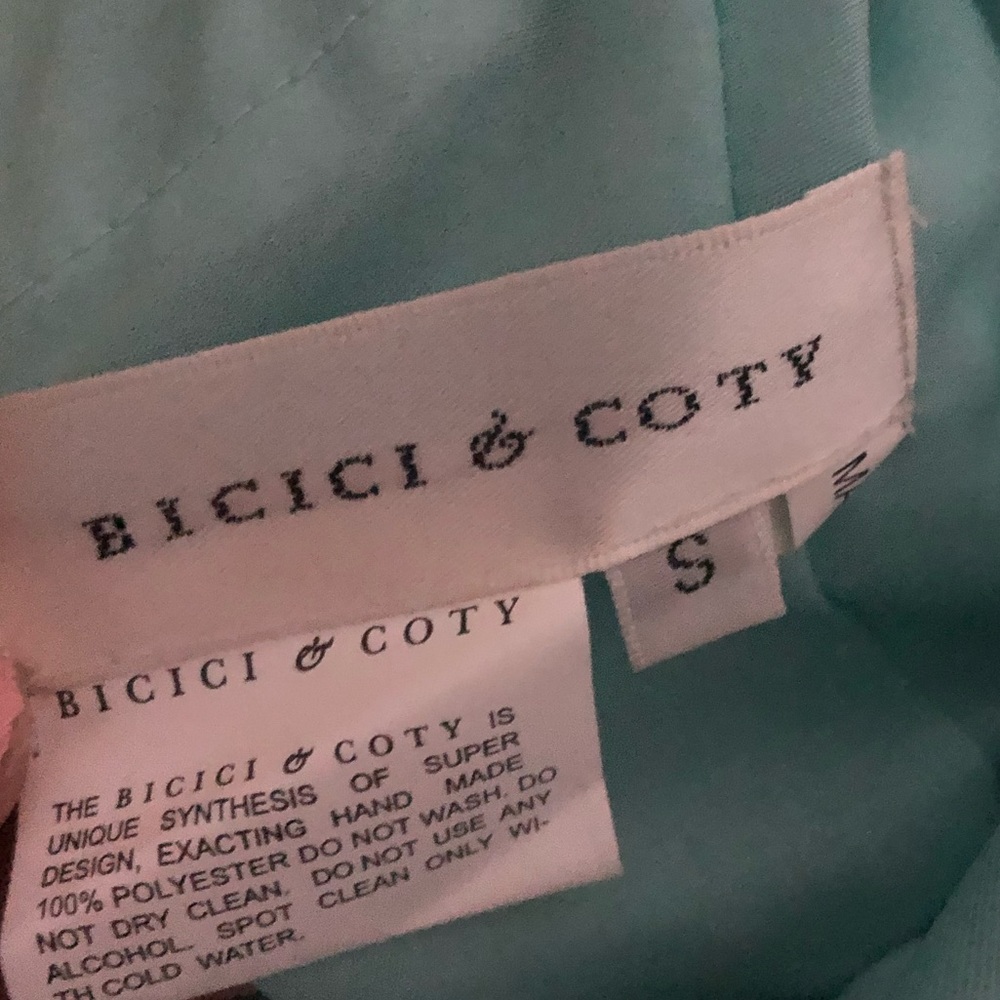 BICICI & COTY
S
BICICI & COTY
THE BICICI & COTY IS
UNIQUE SYNTHESIS OF SUPER
DESIGN, EXACTING HAND MADE
100% POLYESTER DO NOT WASH. DO
NOT DRY CLEAN. DO NOT USE ANY
ALCOHOL. SPOT CLEAN ONLY WI-
TH COLD WATER.